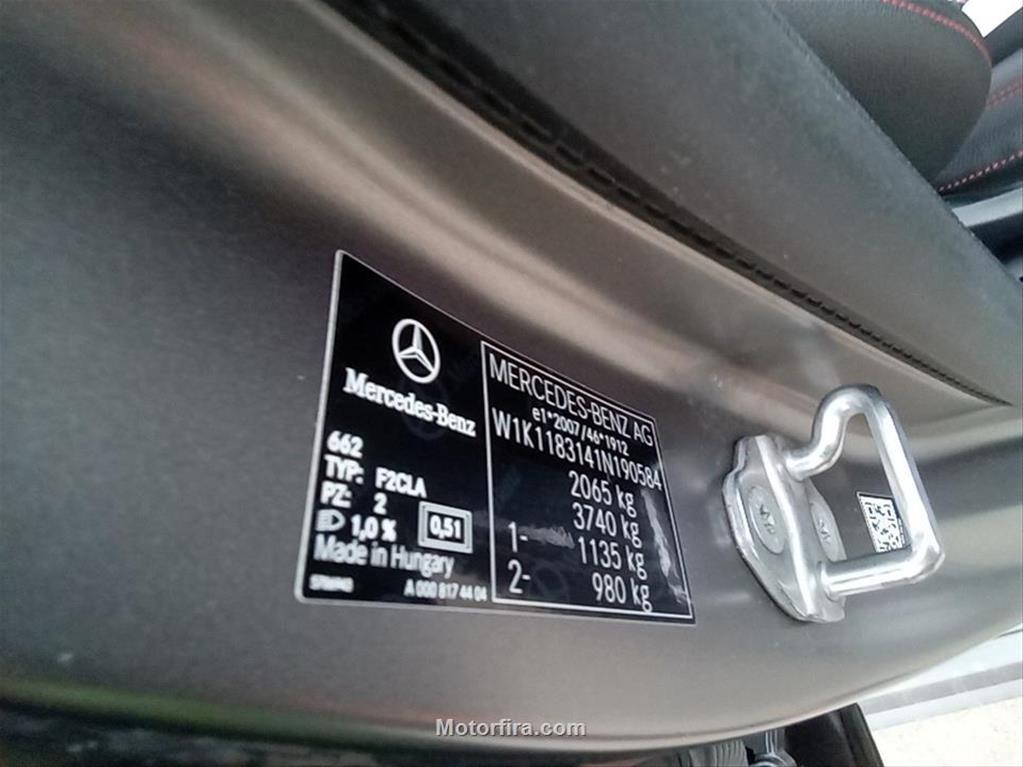 Mercedes-Benz
662
TYP: F2CLA
PZ: 2
1,0 %
0,51
Made in Hungary
A 000 817 44 04
MERCEDES-BENZ AG
e1*2007/46*1912
W1K1183141N190584
2065 kg
3740 kg
1- 1135 kg
2- 980 kg
Motorfira.com